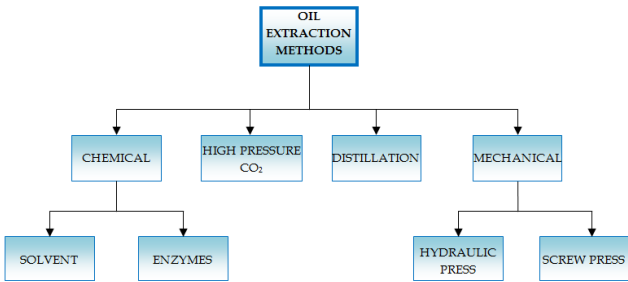 OIL
EXTRACTION
METHODS
CHEMICAL
HIGH PRESSURE
CO₂
DISTILLATION
MECHANICAL
SOLVENT
ENZYMES
HYDRAULIC
PRESS
SCREW PRESS